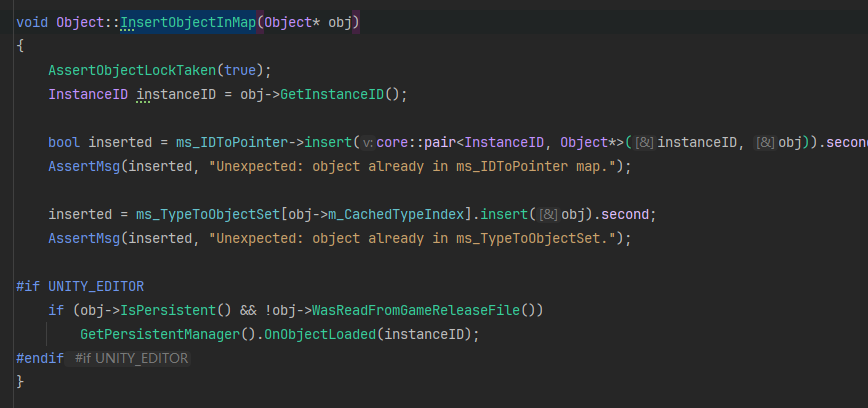 void Object::InsertObjectInMap(Object* obj)
{
AssertObjectLockTaken(true);
InstanceID instanceID = obj->GetInstanceID();
bool inserted = ms_IDToPointer->insert( v: core::pair<InstanceID, Object*>( [&] instanceID, [&] obj)).secon
AssertMsg(inserted, "Unexpected: object already in ms_IDToPointer map.");
inserted = ms_TypeToObjectSet[obj->m_CachedTypeIndex].insert( [&] obj).second;
AssertMsg(inserted, "Unexpected: object already in ms_TypeToObjectSet.");
#if UNITY_EDITOR
if (obj->IsPersistent() && !obj->WasReadFromGameReleaseFile())
GetPersistentManager().OnObjectLoaded(instanceID);
#endif #if UNITY_EDITOR
}